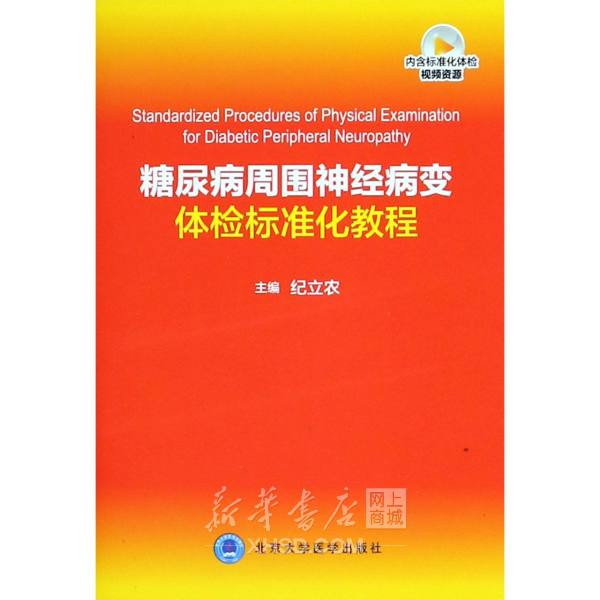 内含标准化体检
视频资源
Standardized Procedures of Physical Examination
for Diabetic Peripheral Neuropathy
糖尿病周围神经病变
体检标准化教程
主编 纪立农
新华书店 网上商城
XHSD.COM
北京大学医学出版社